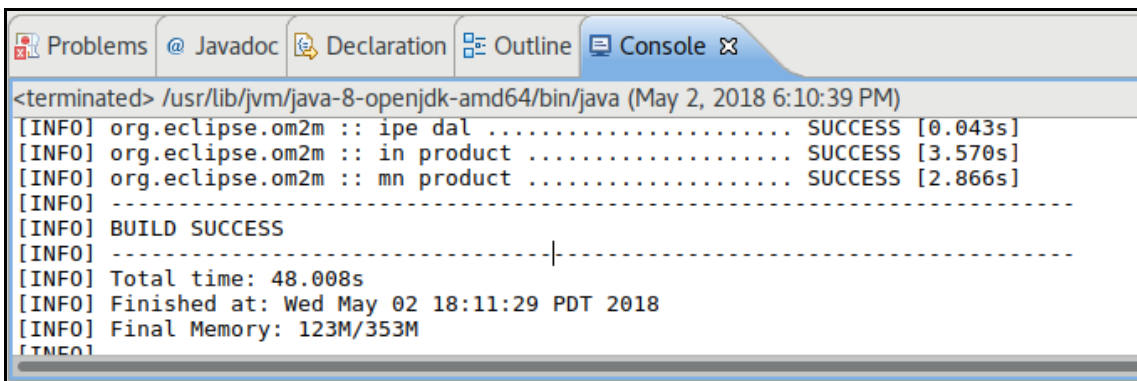 Problems @ Javadoc Declaration Outline Console
<terminated> /usr/lib/jvm/java-8-openjdk-amd64/bin/java (May 2, 2018 6:10:39 PM)
[INFO] org.eclipse.om2m :: ipe dal ....................... SUCCESS [0.043s]
[INFO] org.eclipse.om2m :: in product .................... SUCCESS [3.570s]
[INFO] org.eclipse.om2m :: mn product .................... SUCCESS [2.866s]
[INFO] ------------------------------------------------------------------------
[INFO] BUILD SUCCESS
[INFO] ------------------------------------------------------------------------
[INFO] Total time: 48.008s
[INFO] Finished at: Wed May 02 18:11:29 PDT 2018
[INFO] Final Memory: 123M/353M
[INFO]